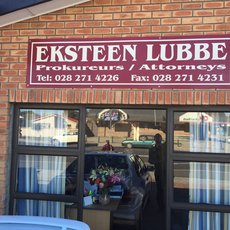 EKSTEEN LUBBE
Prokureurs / Attorneys
Tel: 028 271 4226 Fax: 028 271 4231